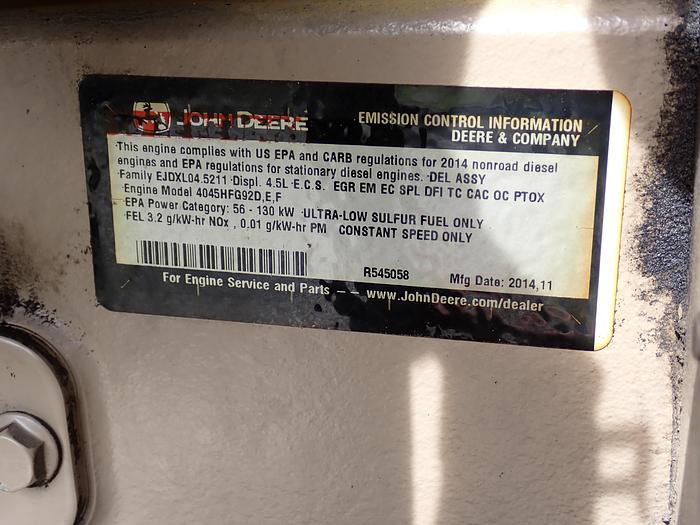 JOHN DEERE
EMISSION CONTROL INFORMATION
DEERE & COMPANY
·This engine complies with US EPA and CARB regulations for 2014 nonroad diesel
engines and EPA regulations for stationary diesel engines. ·DEL ASSY
·Family EJDXL04.5211 ·Displ. 4.5L ·E.C.S. EGR EM EC SPL DFI TC CAC OC PTOX
·Engine Model 4045HFG92D,E,F
·EPA Power Category: 56 - 130 kW ·ULTRA-LOW SULFUR FUEL ONLY
·FEL 3.2 g/kW-hr NOx , 0.01 g/kW-hr PM CONSTANT SPEED ONLY
R545058 Mfg Date: 2014,11
For Engine Service and Parts – – www.JohnDeere.com/dealer